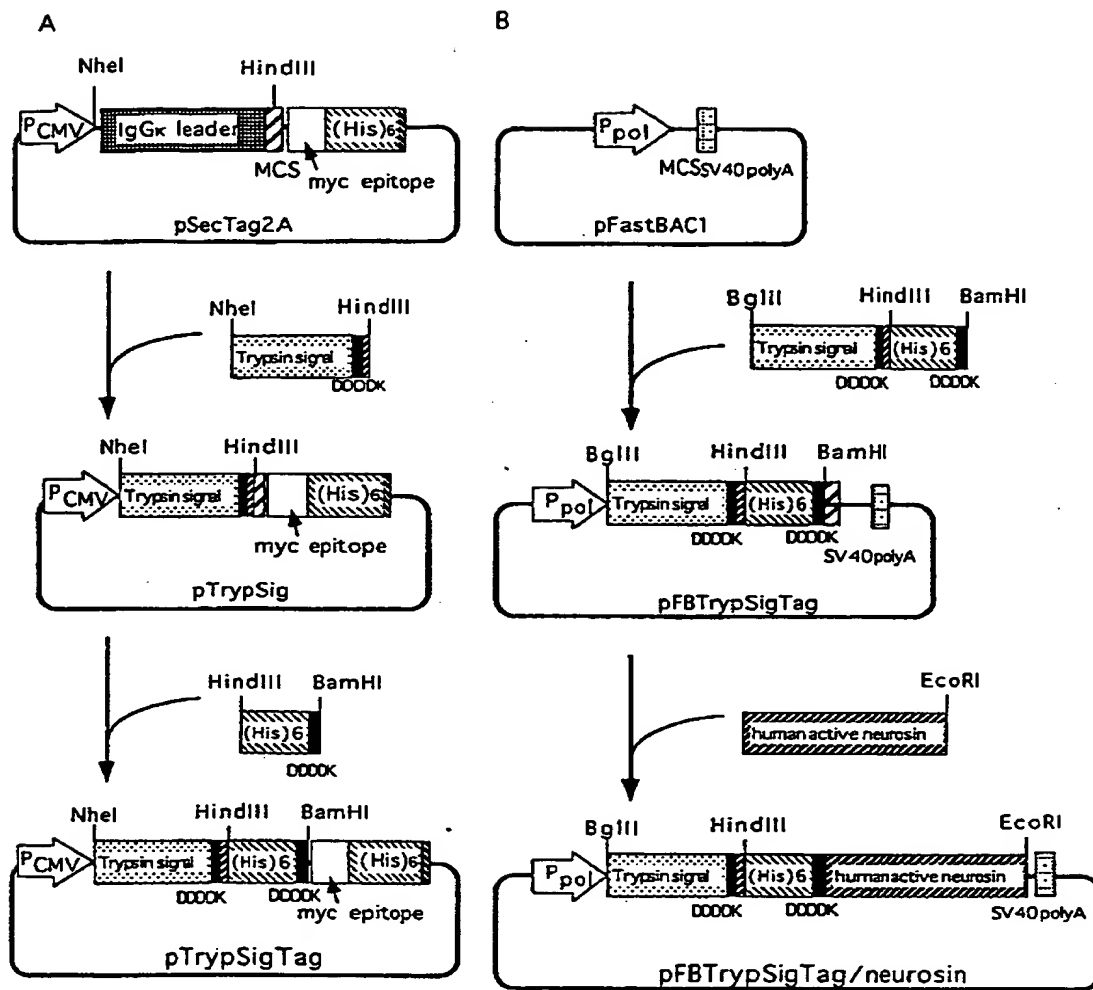 A
NheI
HindIII
PCMV
IgGκ leader
(His)6
MCS
myc epitope
pSecTag2A
NheI
HindIII
Trypsin signal
DDDDK
NheI
HindIII
PCMV
Trypsin signal
(His)6
myc epitope
pTrypSig
HindIII
BamHI
(His)6
DDDDK
NheI
HindIII
BamHI
PCMV
Trypsin signal
(His)6
(His)6
DDDDK
DDDDK
myc epitope
pTrypSigTag
B
Ppol
MCS
SV40polyA
pFastBAC1
BglII
HindIII
BamHI
Trypsin signal
(His)6
DDDDK
DDDDK
BglII
HindIII
BamHI
Ppol
Trypsin signal
(His)6
DDDDK
DDDDK
SV40polyA
pFBTrypSigTag
EcoRI
human active neurosin
BglII
HindIII
EcoRI
Ppol
Trypsin signal
(His)6
human active neurosin
DDDDK
DDDDK
SV40polyA
pFBTrypSigTag/neurosin